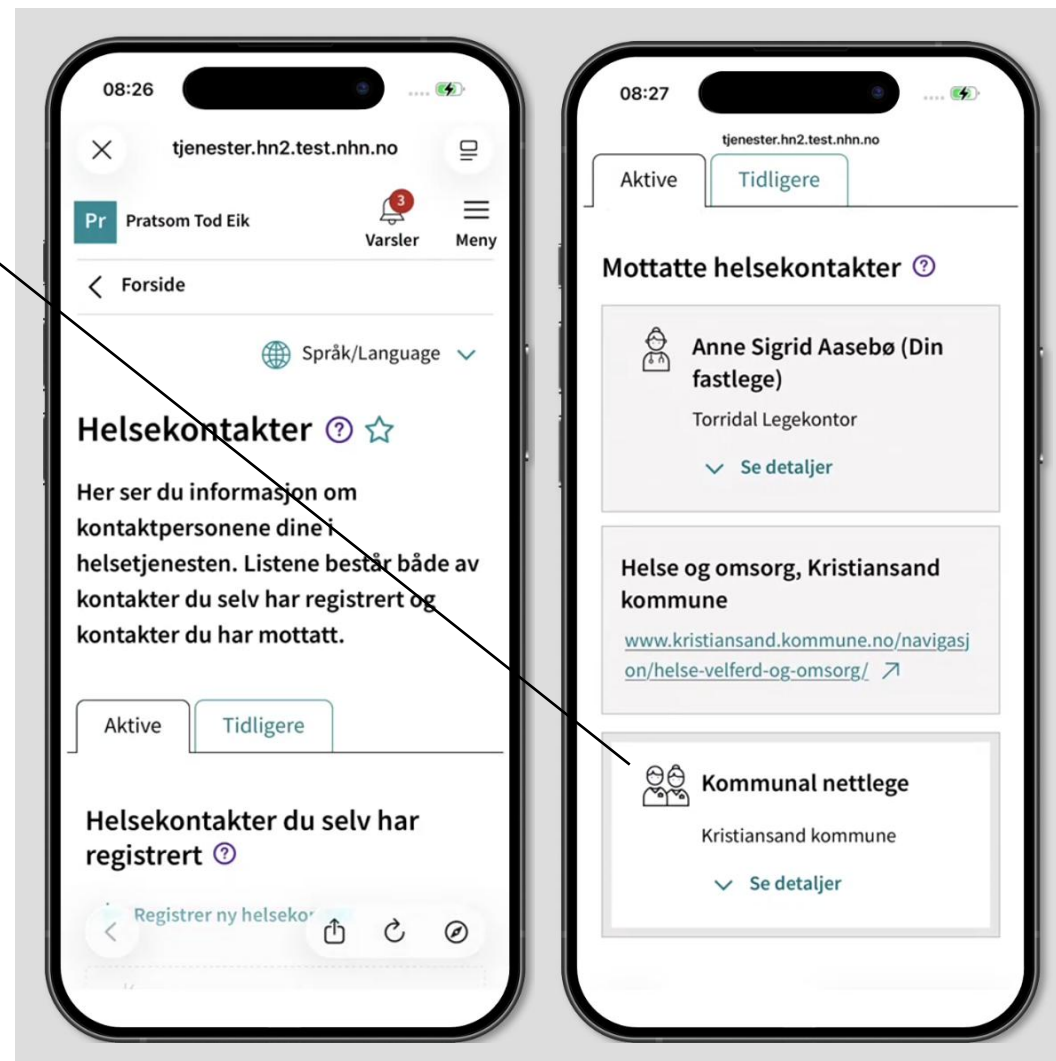 08:26
tjenester.hn2.test.nhn.no
Pr Pratsom Tod Eik
3
Varsler Meny
Forside
Språk/Language
Helsekontakter ?
Her ser du informasjon om
kontaktpersonene dine i
helsetjenesten. Listene består både av
kontakter du selv har registrert og
kontakter du har mottatt.
Aktive Tidligere
Helsekontakter du selv har
registrert ?
Registrer ny helsekon
08:27
tjenester.hn2.test.nhn.no
Aktive Tidligere
Mottatte helsekontakter ?
Anne Sigrid Aasebø (Din
fastlege)
Torridal Legekontor
Se detaljer
Helse og omsorg, Kristiansand
kommune
www.kristiansand.kommune.no/navigasj
on/helse-velferd-og-omsorg/
Kommunal nettlege
Kristiansand kommune
Se detaljer